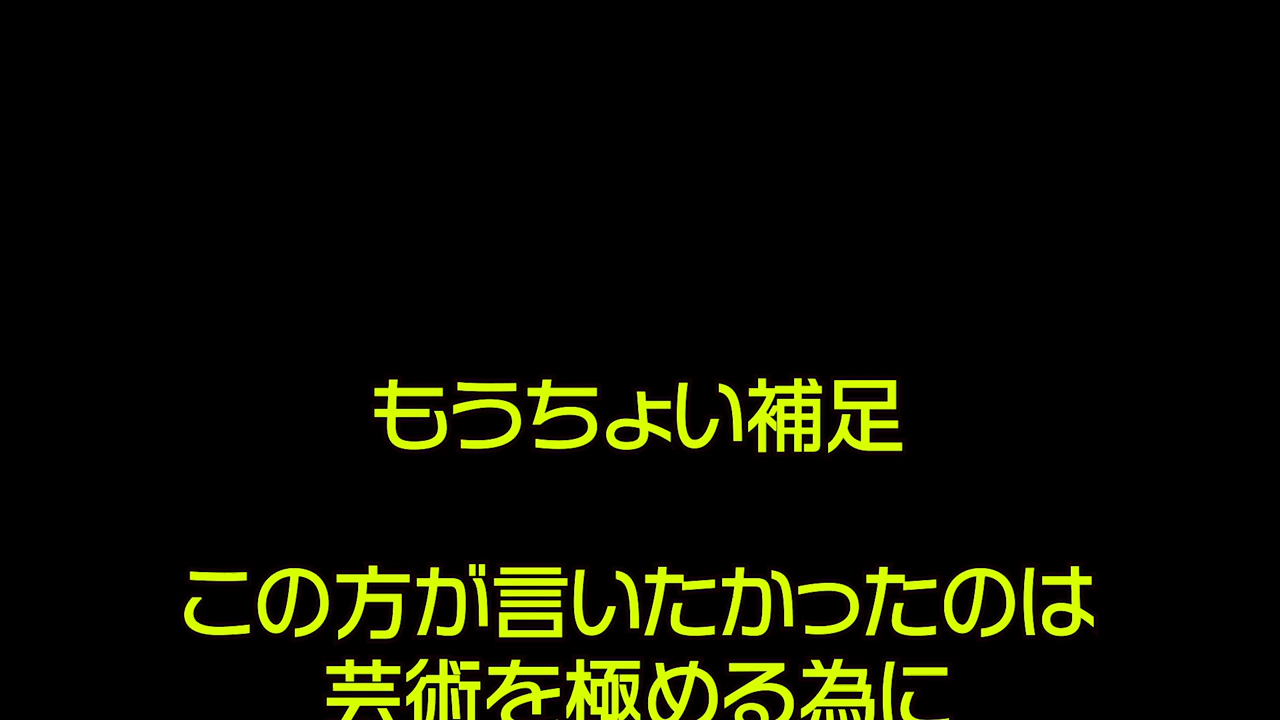 もうちょい補足
この方が言いたかったのは
芸術を極める為に